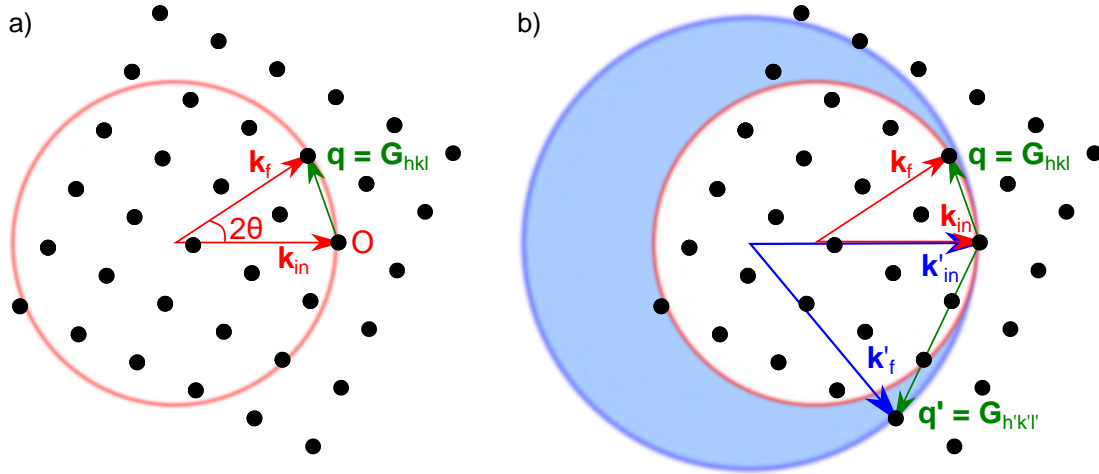 a)
k_f
q = G_hkl
2θ
k_in
O
b)
k_f
q = G_hkl
k_in
k'_in
k'_f
q' = G_h'k'l'